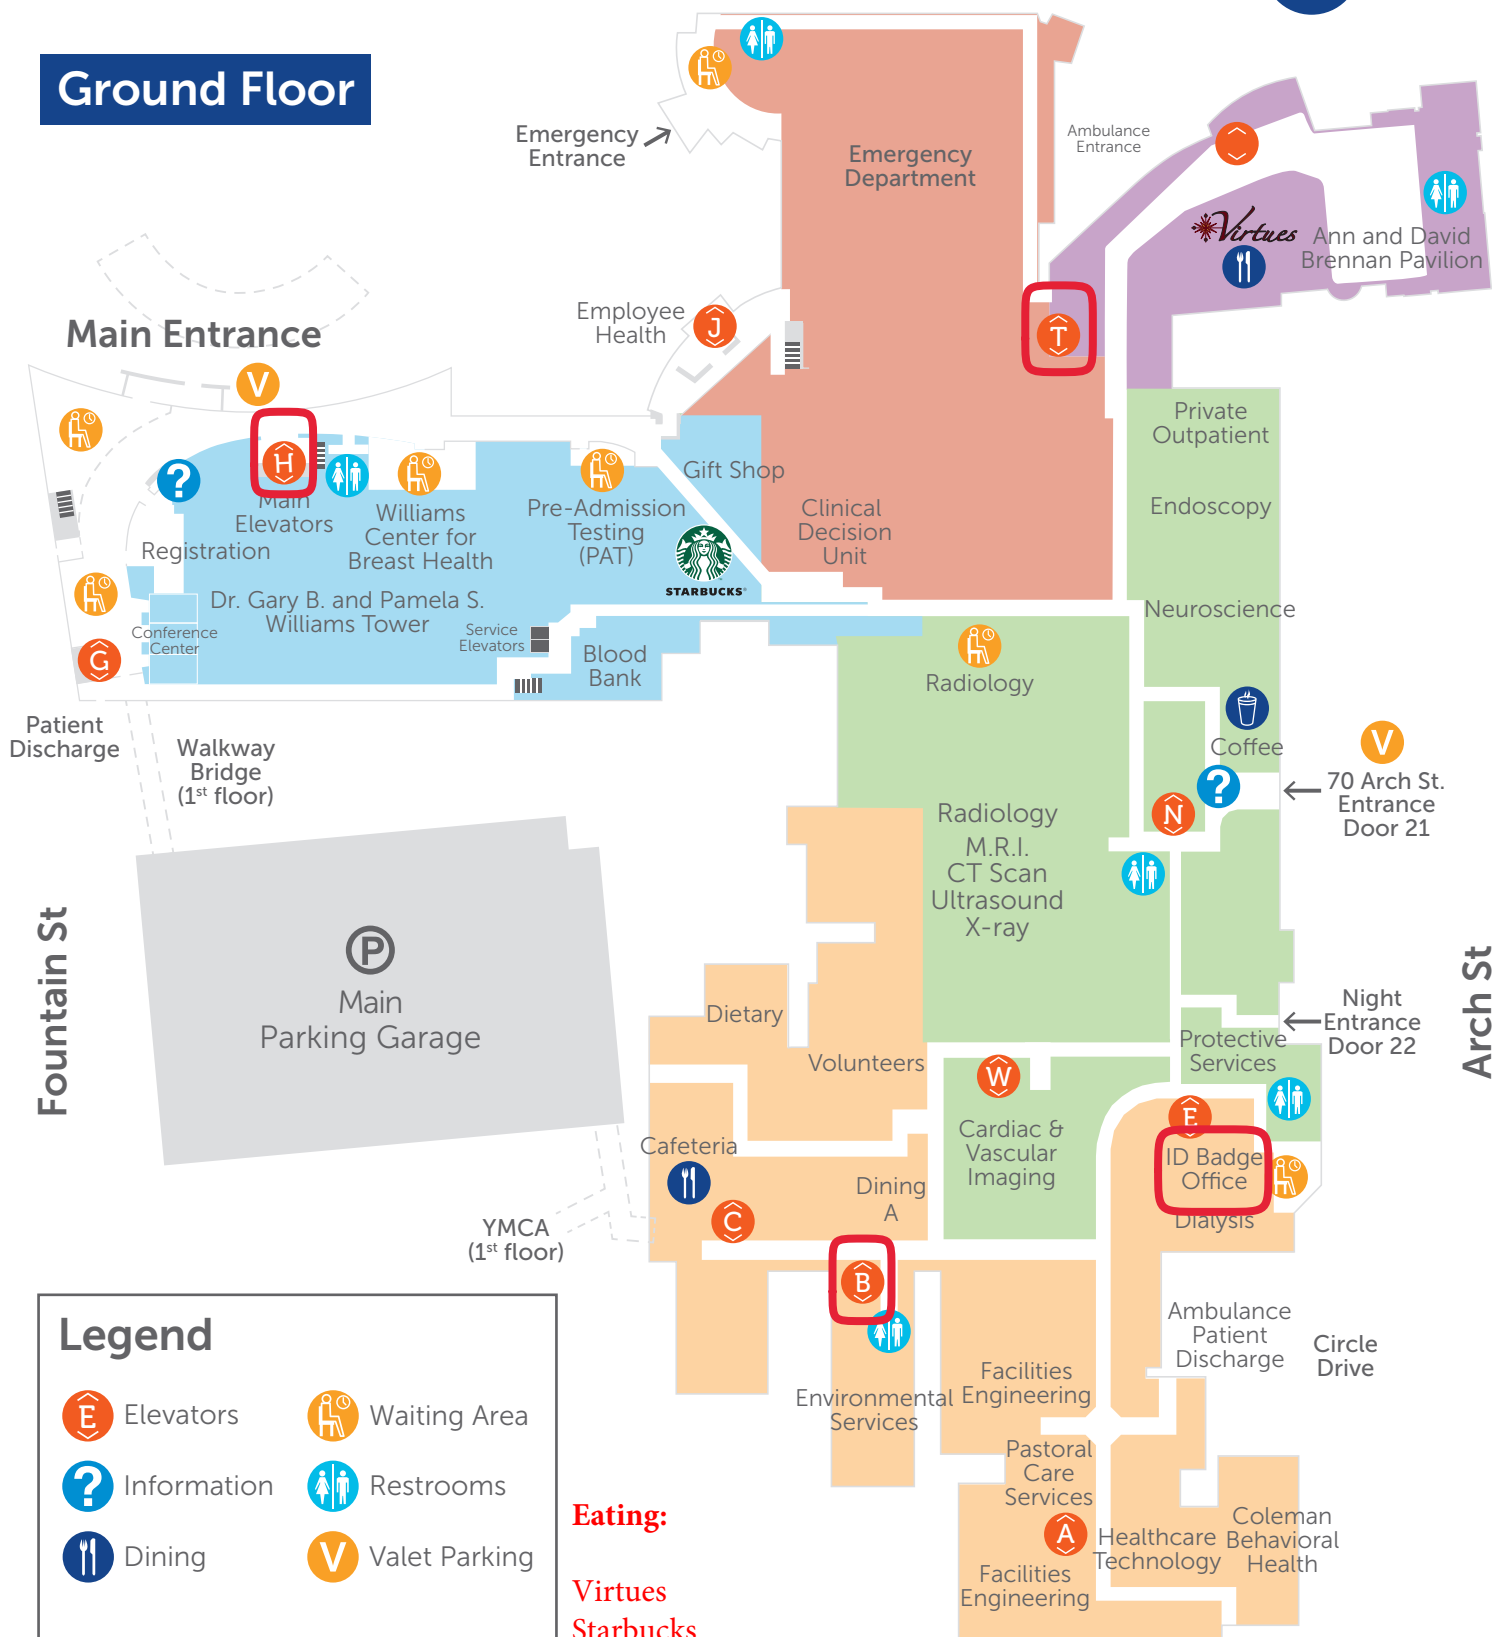 Ground Floor
Emergency
Entrance
Emergency
Department
Ambulance
Entrance
Virtues
Ann and David
Brennan Pavilion
Employee
Health
J
T
Main Entrance
V
H
?
Main
Elevators
Registration
Williams
Center for
Breast Health
Pre-Admission
Testing
(PAT)
Gift Shop
STARBUCKS®
Clinical
Decision
Unit
Private
Outpatient
Endoscopy
Neuroscience
Dr. Gary B. and Pamela S.
Williams Tower
Conference
Center
Service
Elevators
Blood
Bank
G
Radiology
Patient
Discharge
Walkway
Bridge
(1st floor)
Coffee
V
70 Arch St.
Entrance
Door 21
?
N
Radiology
M.R.I.
CT Scan
Ultrasound
X-ray
Fountain St
P
Main
Parking Garage
Arch St
Dietary
Volunteers
Night
Entrance
Door 22
Protective
Services
W
E
Cardiac &
Vascular
Imaging
ID Badge
Office
Dialysis
Cafeteria
Dining
A
C
YMCA
(1st floor)
B
Environmental
Services
Facilities
Engineering
Ambulance
Patient
Discharge
Circle
Drive
Pastoral
Care
Services
A
Healthcare
Technology
Coleman
Behavioral
Health
Facilities
Engineering
Legend
E Elevators
Waiting Area
? Information
Restrooms
Dining
V Valet Parking
Eating:
Virtues
Starbucks